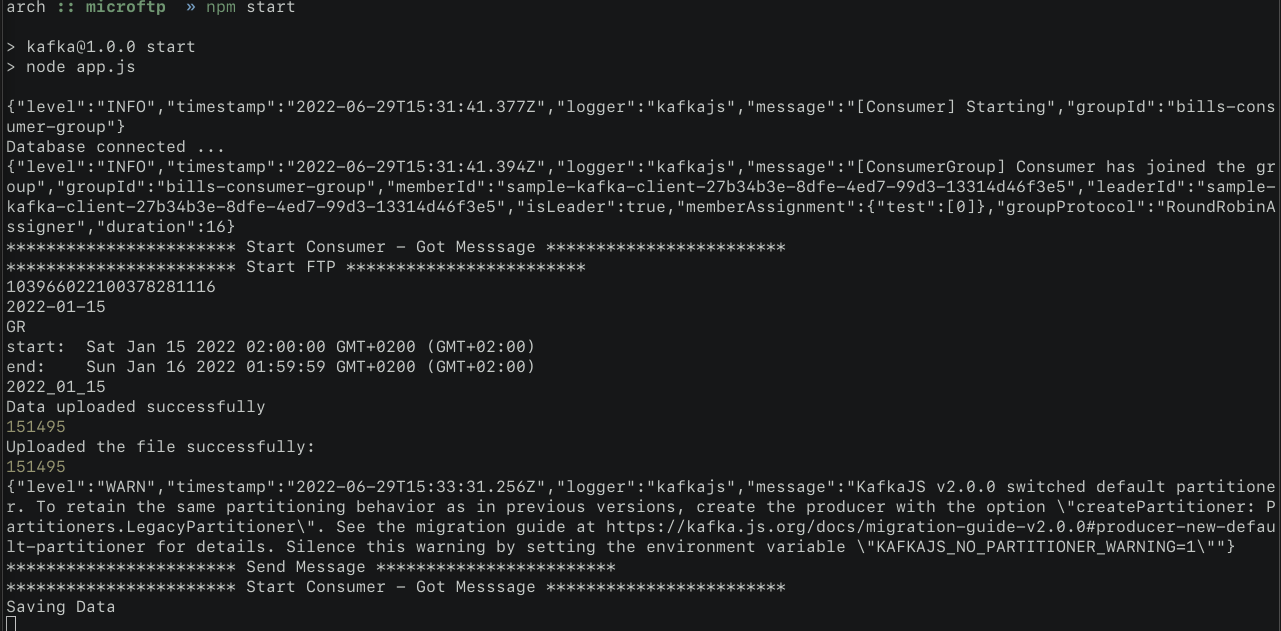 arch :: microftp  » npm start
> kafka@1.0.0 start
> node app.js
{"level":"INFO","timestamp":"2022-06-29T15:31:41.377Z","logger":"kafkajs","message":"[Consumer] Starting","groupId":"bills-cons
umer-group"}
Database connected ...
{"level":"INFO","timestamp":"2022-06-29T15:31:41.394Z","logger":"kafkajs","message":"[ConsumerGroup] Consumer has joined the gr
oup","groupId":"bills-consumer-group","memberId":"sample-kafka-client-27b34b3e-8dfe-4ed7-99d3-13314d46f3e5","leaderId":"sample-
kafka-client-27b34b3e-8dfe-4ed7-99d3-13314d46f3e5","isLeader":true,"memberAssignment":{"test":[0]},"groupProtocol":"RoundRobinA
ssigner","duration":16}
*********************** Start Consumer - Got Messsage ************************
*********************** Start FTP ************************
103966022100378281116
2022-01-15
GR
start:  Sat Jan 15 2022 02:00:00 GMT+0200 (GMT+02:00)
end:    Sun Jan 16 2022 01:59:59 GMT+0200 (GMT+02:00)
2022_01_15
Data uploaded successfully
151495
Uploaded the file successfully:
151495
{"level":"WARN","timestamp":"2022-06-29T15:33:31.256Z","logger":"kafkajs","message":"KafkaJS v2.0.0 switched default partitione
r. To retain the same partitioning behavior as in previous versions, create the producer with the option \"createPartitioner: P
artitioners.LegacyPartitioner\". See the migration guide at https://kafka.js.org/docs/migration-guide-v2.0.0#producer-new-defau
lt-partitioner for details. Silence this warning by setting the environment variable \"KAFKAJS_NO_PARTITIONER_WARNING=1\""}
*********************** Send Message ************************
*********************** Start Consumer - Got Messsage ************************
Saving Data